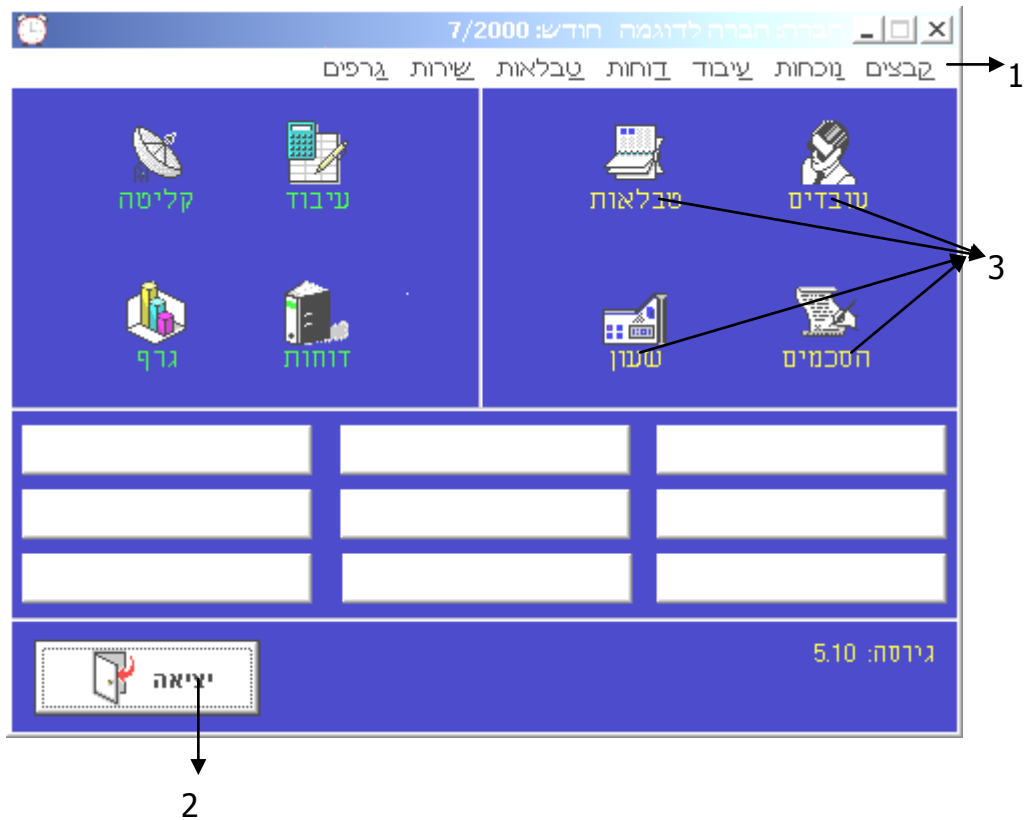 חברה: חברה לדוגמה חודש: 7/2000
קבצים נוכחות עיבוד דוחות טבלאות שירות גרפים
1
עובדים טבלאות עיבוד קליטה
3
הסכמים שעון דוחות גרף
גירסה: 5.10
יציאה
2